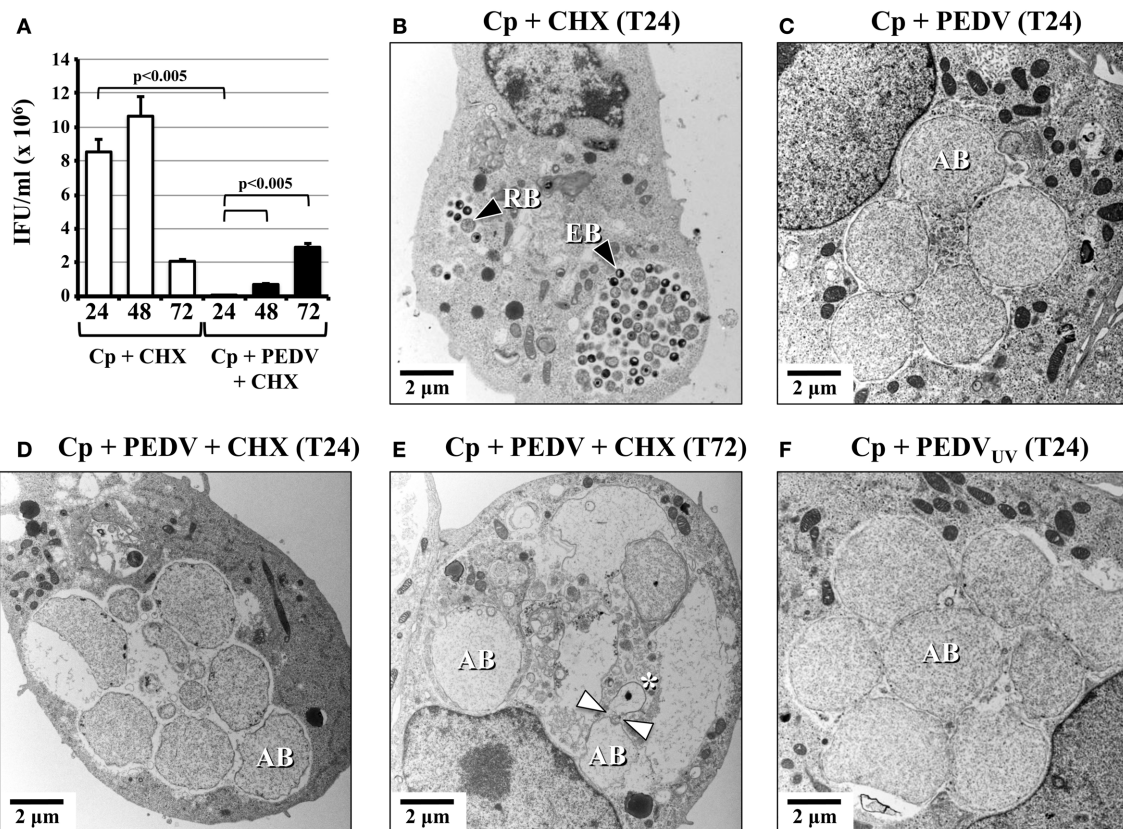 A
IFU/ml (x 10⁶)
14
12
10
8
6
4
2
0
p<0.005
p<0.005
24 48 72 24 48 72
Cp + CHX
Cp + PEDV
+ CHX
B Cp + CHX (T24)
RB
EB
2 µm
C Cp + PEDV (T24)
AB
2 µm
D Cp + PEDV + CHX (T24)
AB
2 µm
E Cp + PEDV + CHX (T72)
AB
*
AB
2 µm
F Cp + PEDV_UV (T24)
AB
2 µm